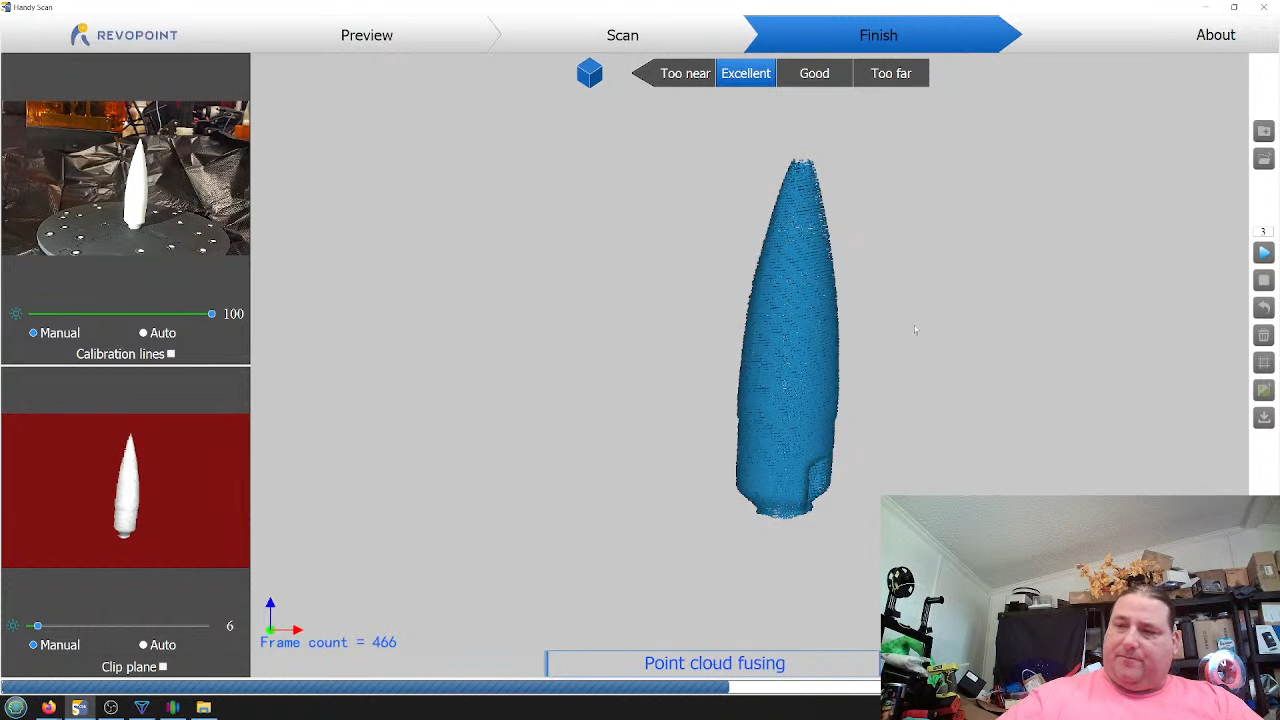 Handy Scan
REVOPOINT
Preview
Scan
Finish
About
Too near
Excellent
Good
Too far
3
100
Manual
Auto
Calibration lines
6
Manual
Auto
Clip plane
Frame count = 466
Point cloud fusing